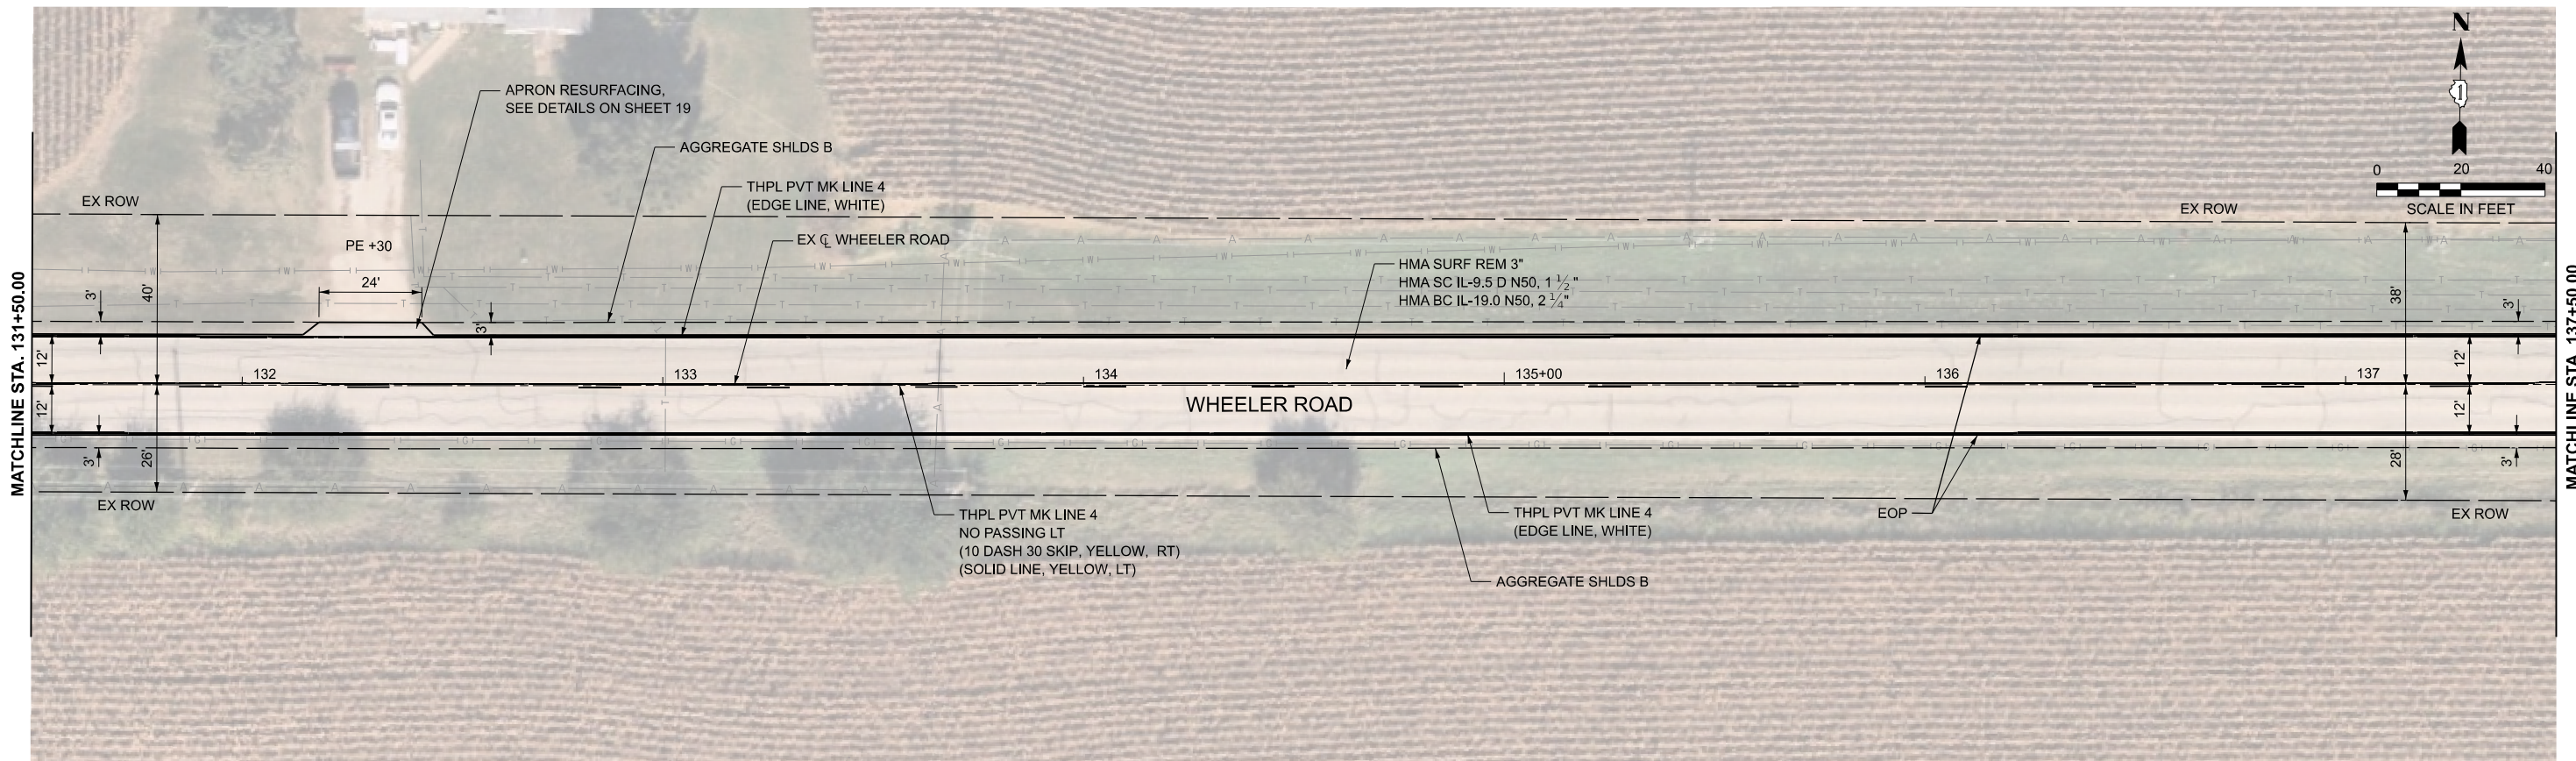 N
1
0 20 40
SCALE IN FEET
APRON RESURFACING,
SEE DETAILS ON SHEET 19
AGGREGATE SHLDS B
THPL PVT MK LINE 4
(EDGE LINE, WHITE)
EX ROW
EX ROW
PE +30
EX ℄ WHEELER ROAD
HMA SURF REM 3"
HMA SC IL-9.5 D N50, 1 1/2"
HMA BC IL-19.0 N50, 2 1/4"
24'
3'
40'
3'
38'
3'
MATCHLINE STA. 131+50.00
MATCHLINE STA. 137+50.00
12'
12'
132
133
134
135+00
136
137
WHEELER ROAD
12'
12'
3'
26'
28'
3'
EX ROW
THPL PVT MK LINE 4
NO PASSING LT
(10 DASH 30 SKIP, YELLOW, RT)
(SOLID LINE, YELLOW, LT)
THPL PVT MK LINE 4
(EDGE LINE, WHITE)
EOP
EX ROW
AGGREGATE SHLDS B